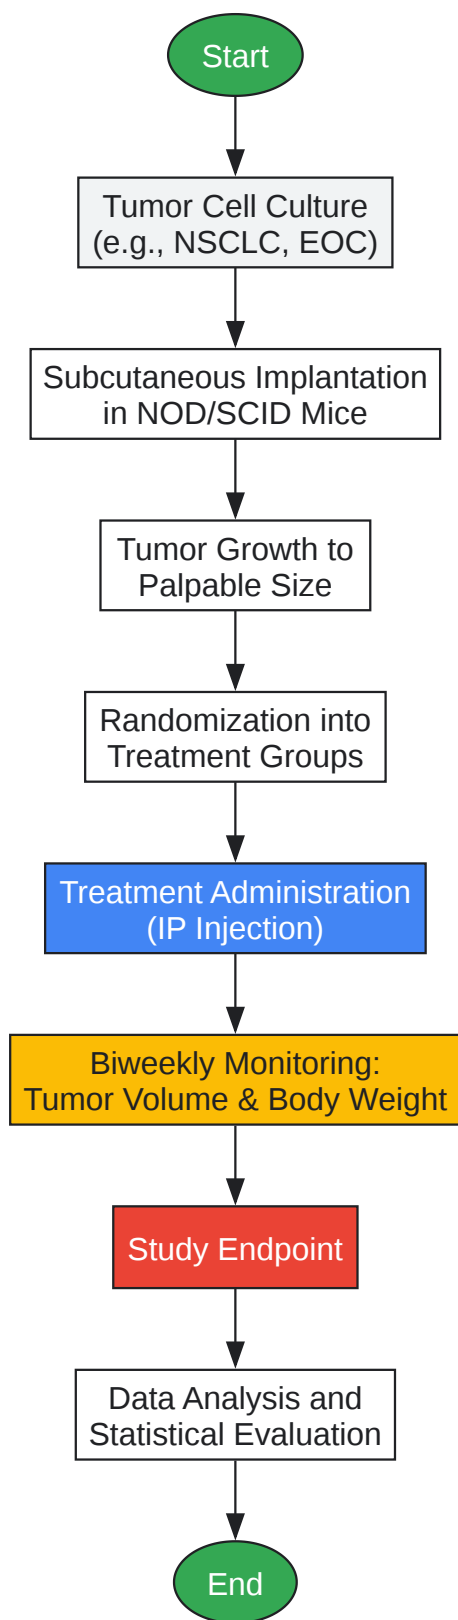 Start
Tumor Cell Culture
(e.g., NSCLC, EOC)
Subcutaneous Implantation
in NOD/SCID Mice
Tumor Growth to
Palpable Size
Randomization into
Treatment Groups
Treatment Administration
(IP Injection)
Biweekly Monitoring:
Tumor Volume & Body Weight
Study Endpoint
Data Analysis and
Statistical Evaluation
End